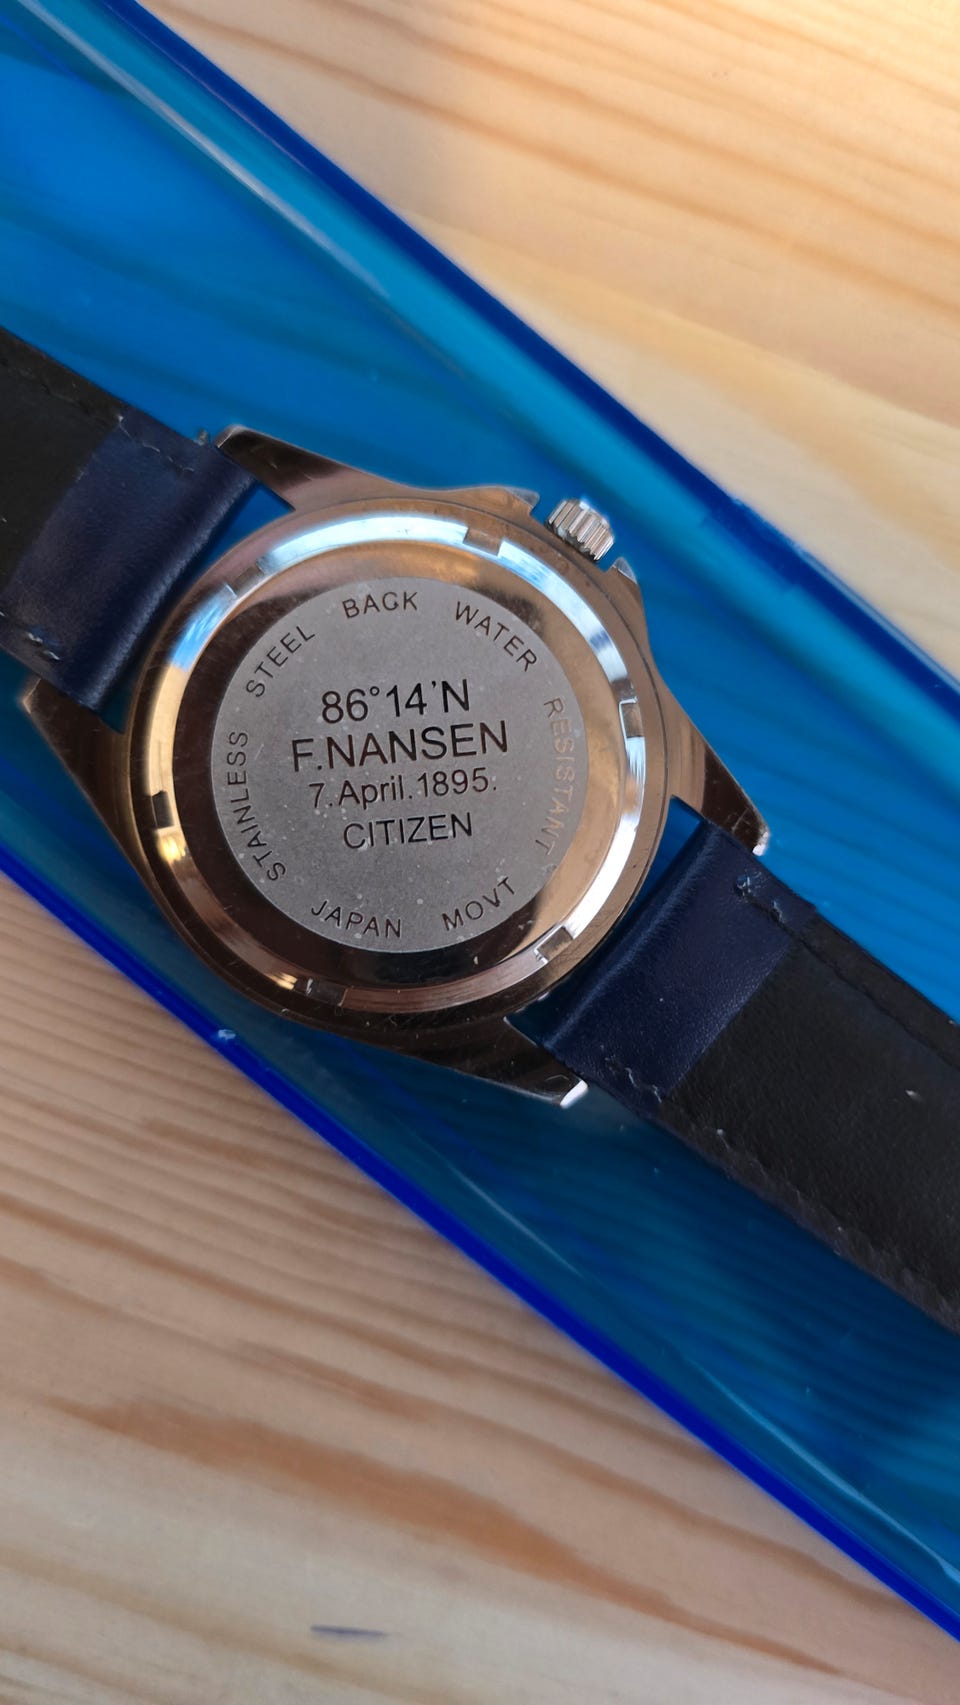 STAINLESS STEEL BACK WATER RESISTANT
86°14'N
F.NANSEN
7.April.1895.
CITIZEN
JAPAN MOVT